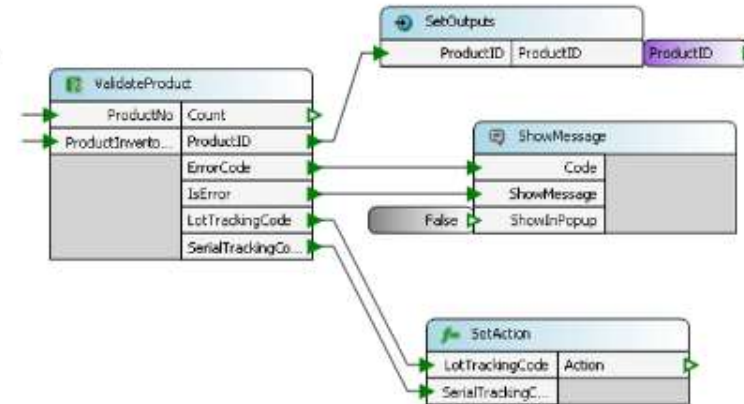 SetOutputs
ProductID ProductID ProductID
ValidateProduct
ProductNo Count
ProductInvento... ProductID
ErrorCode
IsError
LotTrackingCode
SerialTrackingCo...
ShowMessage
Code
ShowMessage
False ShowInPopup
SetAction
LotTrackingCode Action
SerialTrackingC...